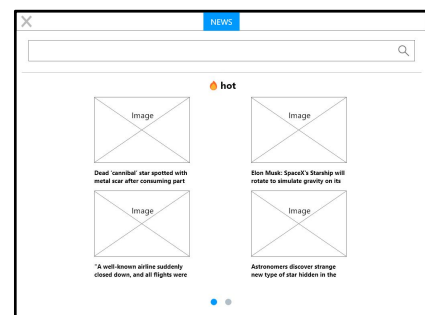 NEWS
hot
Image
Image
Dead 'cannibal' star spotted with
metal scar after consuming part
Elon Musk: SpaceX's Starship will
rotate to simulate gravity on its
Image
Image
"A well-known airline suddenly
closed down, and all flights were
Astronomers discover strange
new type of star hidden in the